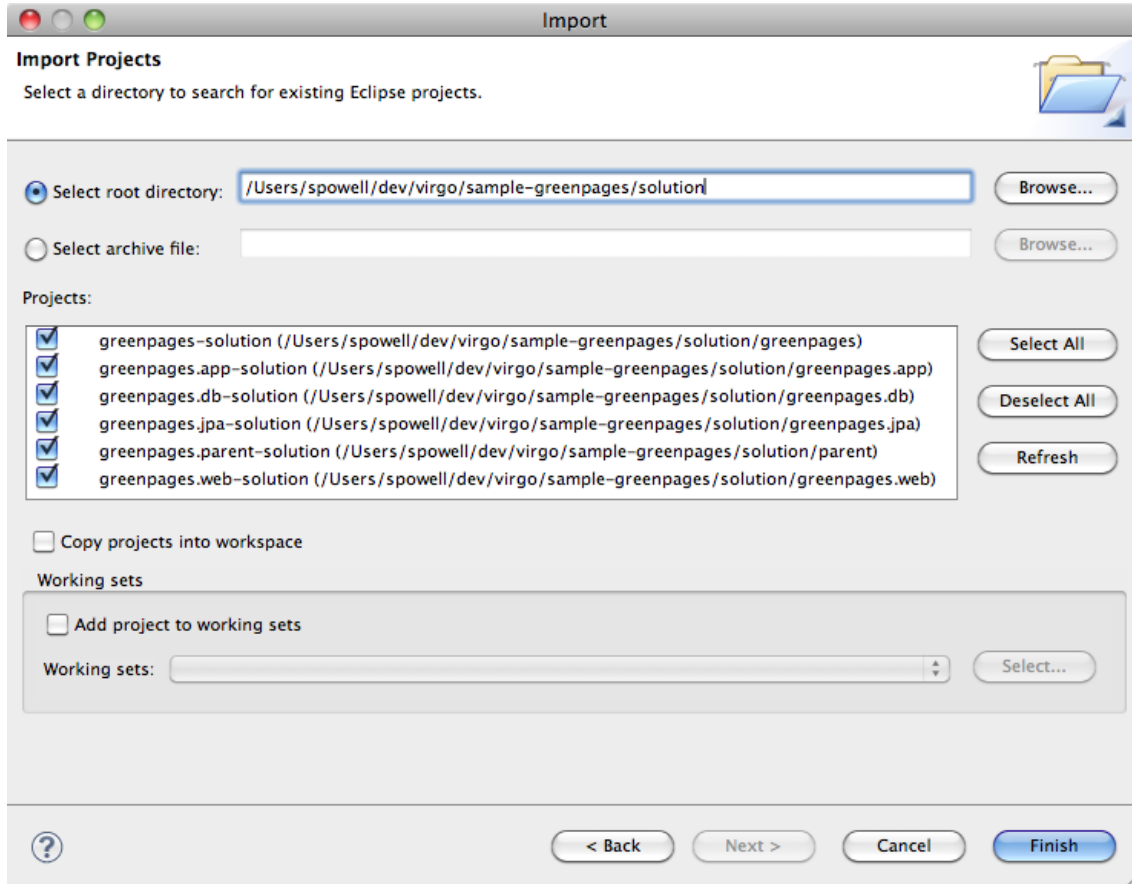 Import
Import Projects
Select a directory to search for existing Eclipse projects.
Select root directory: /Users/spowell/dev/virgo/sample-greenpages/solution Browse...
Select archive file: Browse...
Projects:
greenpages-solution (/Users/spowell/dev/virgo/sample-greenpages/solution/greenpages)
greenpages.app-solution (/Users/spowell/dev/virgo/sample-greenpages/solution/greenpages.app)
greenpages.db-solution (/Users/spowell/dev/virgo/sample-greenpages/solution/greenpages.db)
greenpages.jpa-solution (/Users/spowell/dev/virgo/sample-greenpages/solution/greenpages.jpa)
greenpages.parent-solution (/Users/spowell/dev/virgo/sample-greenpages/solution/parent)
greenpages.web-solution (/Users/spowell/dev/virgo/sample-greenpages/solution/greenpages.web)
Select All
Deselect All
Refresh
Copy projects into workspace
Working sets
Add project to working sets
Working sets: Select...
? < Back Next > Cancel Finish